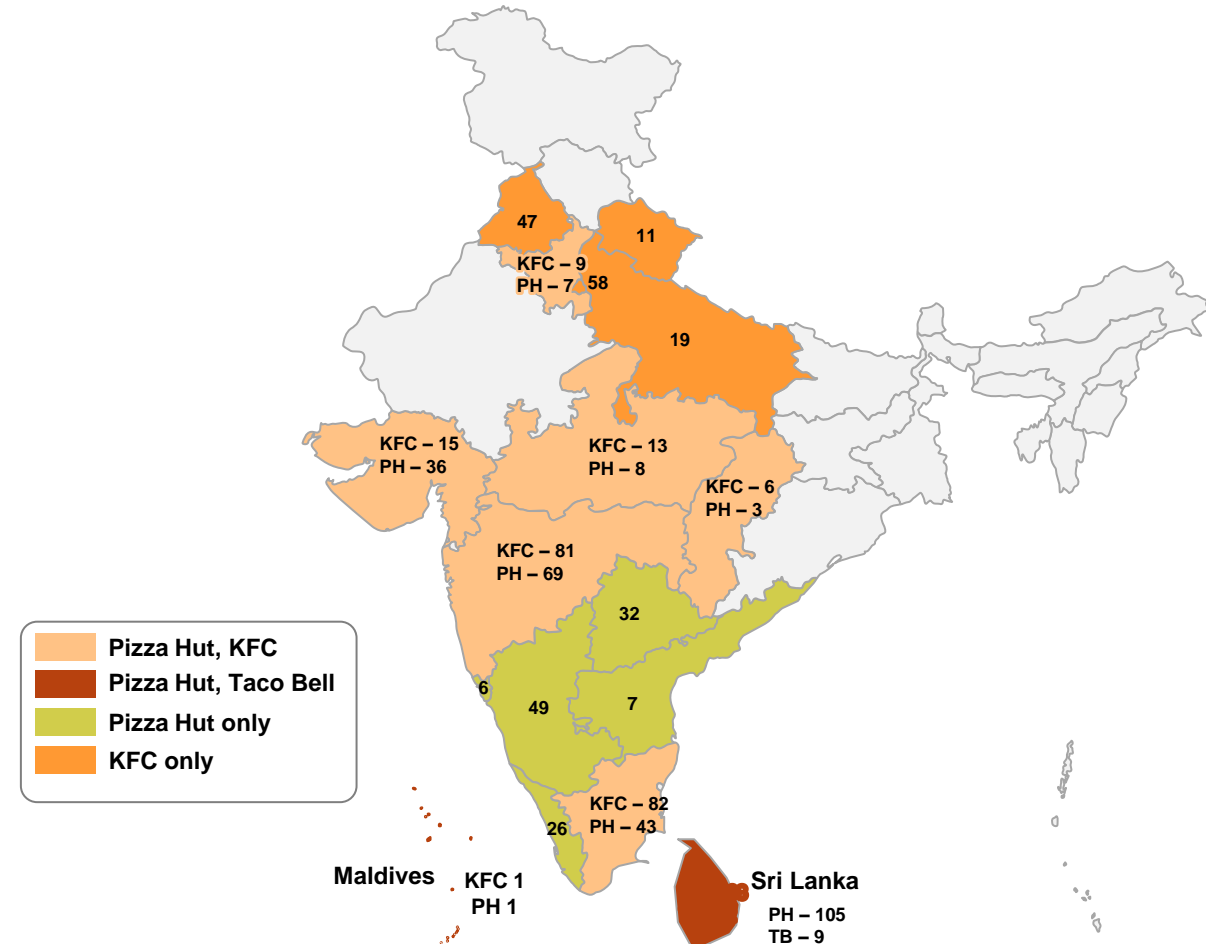 47
11
KFC – 9
PH – 7
58
19
KFC – 15
PH – 36
KFC – 13
PH – 8
KFC – 6
PH – 3
KFC – 81
PH – 69
32
6
49
7
KFC – 82
PH – 43
26
Pizza Hut, KFC
Pizza Hut, Taco Bell
Pizza Hut only
KFC only
Maldives
KFC 1
PH 1
Sri Lanka
PH – 105
TB – 9